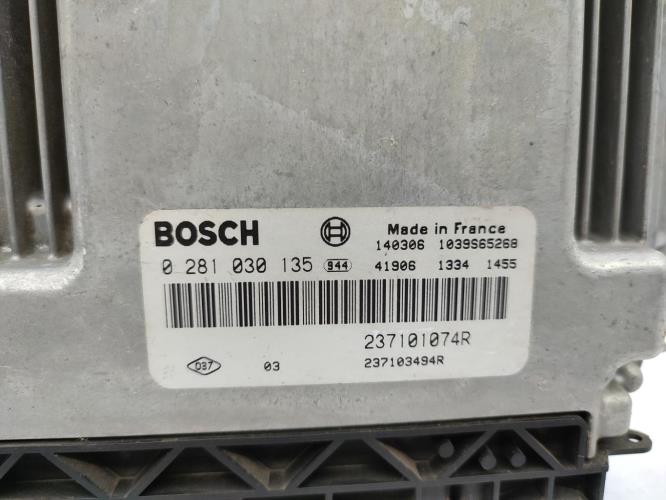 BOSCH Made in France
140306 1039S65268
0 281 030 135 944 41906 1334 1455
237101074R
D37 03 237103494R